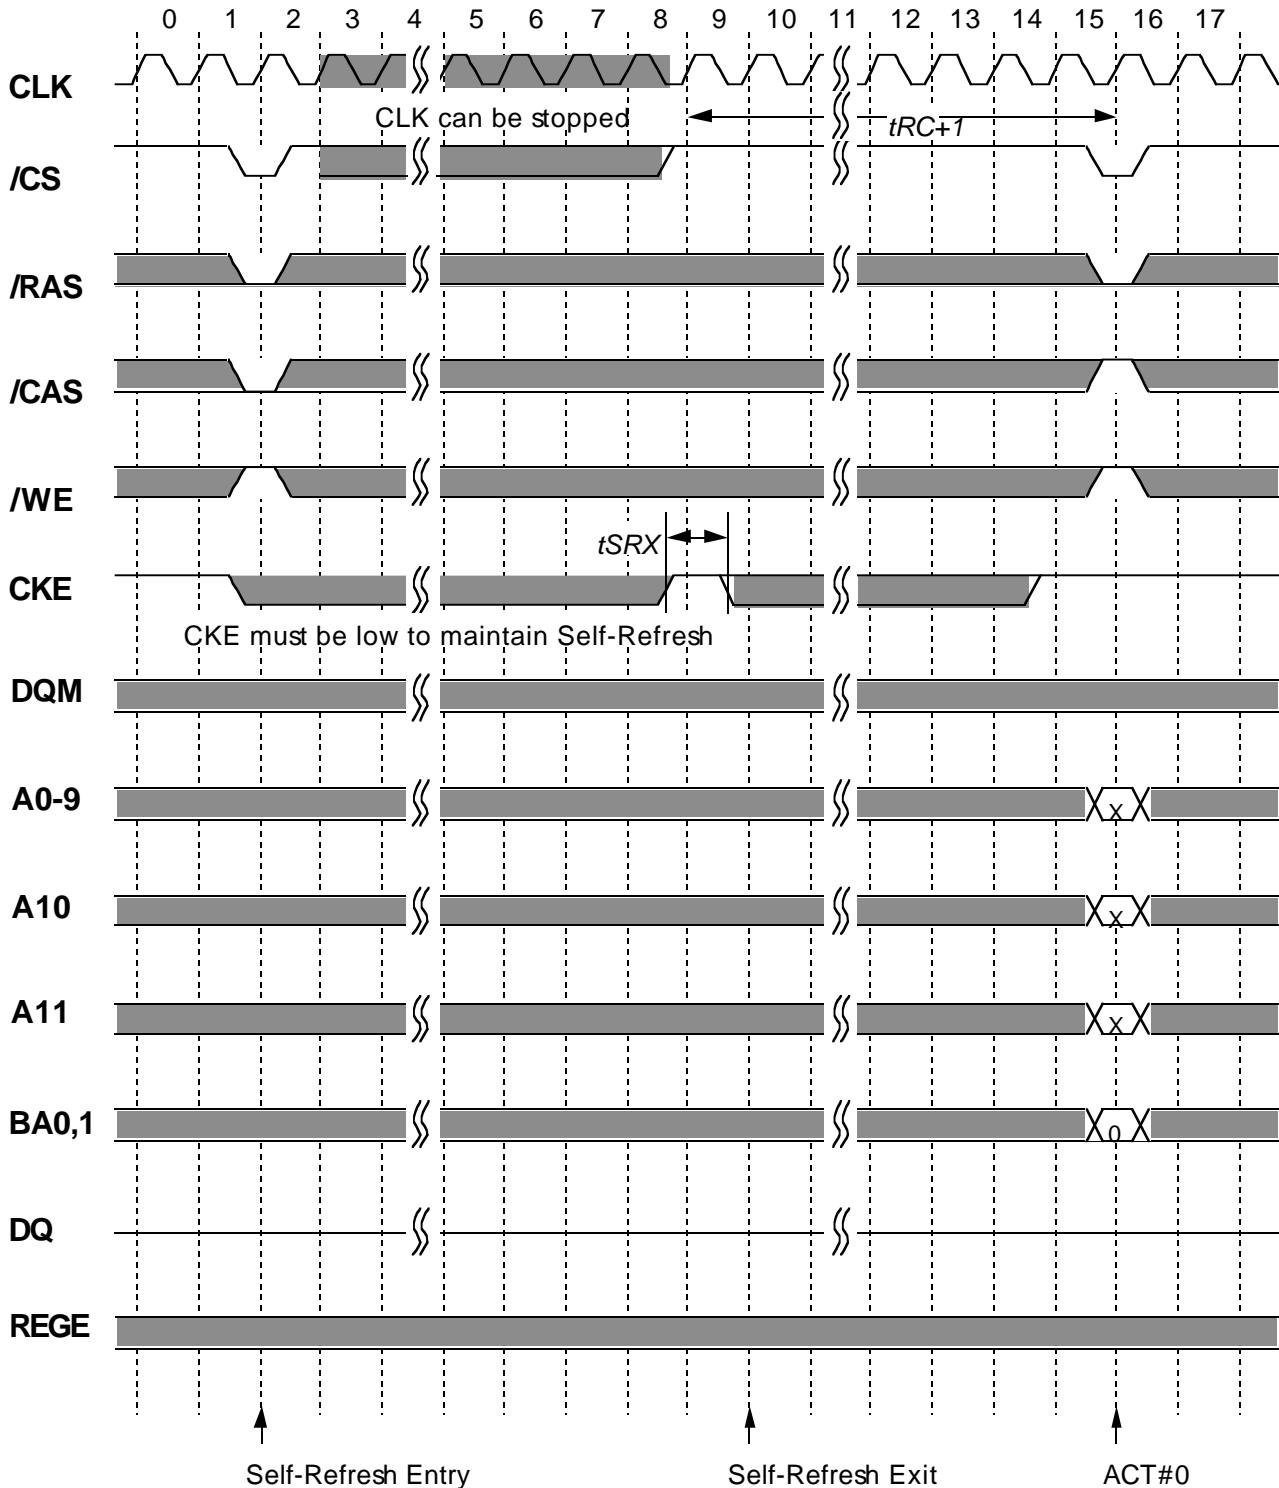 0 1 2 3 4 5 6 7 8 9 10 11 12 13 14 15 16 17
CLK
CLK can be stopped
tRC+1
/CS
/RAS
/CAS
/WE
tSRX
CKE
CKE must be low to maintain Self-Refresh
DQM
A0-9
X
A10
X
A11
X
BA0,1
0
DQ
REGE
Self-Refresh Entry Self-Refresh Exit ACT#0